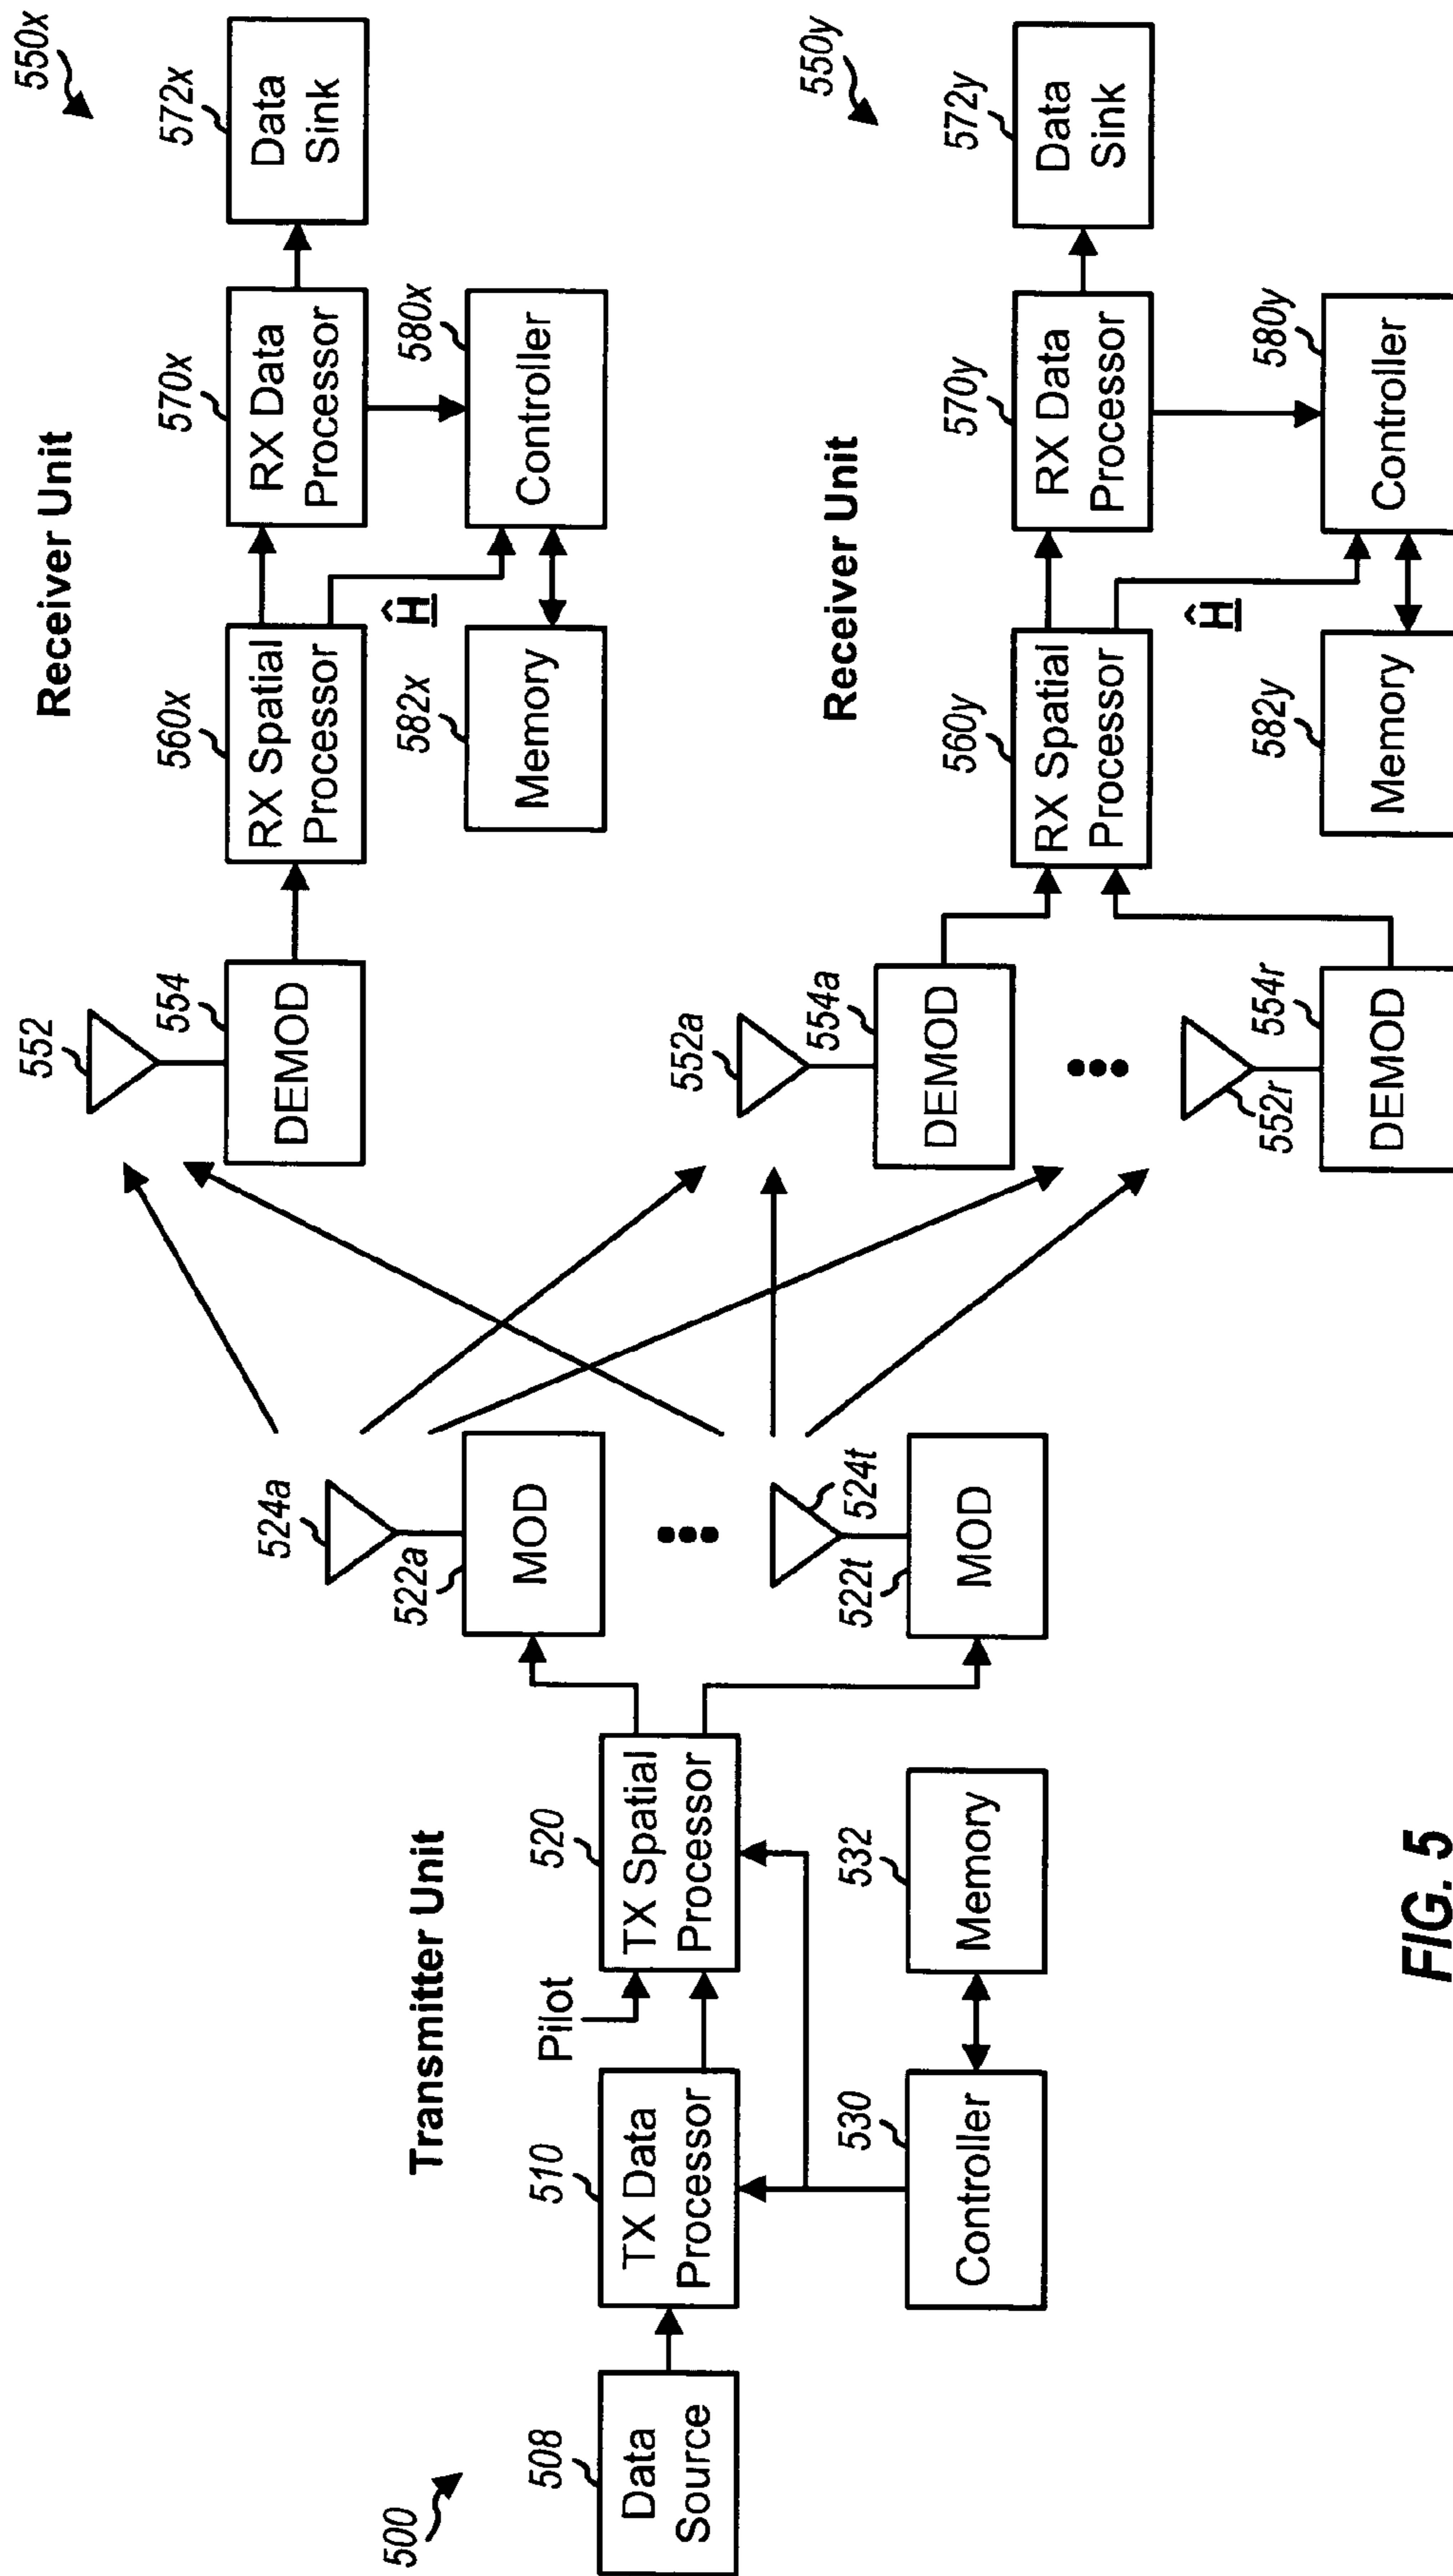 500
Transmitter Unit
508
Data
Source
510
TX Data
Processor
Pilot
520
TX Spatial
Processor
530
Controller
532
Memory
522a
MOD
524a
522t
MOD
524t
Receiver Unit
550x
552
554
DEMOD
560x
RX Spatial
Processor
570x
RX Data
Processor
572x
Data
Sink
Ĥ
580x
Controller
582x
Memory
Receiver Unit
550y
552a
554a
DEMOD
552r
554r
DEMOD
560y
RX Spatial
Processor
570y
RX Data
Processor
572y
Data
Sink
Ĥ
580y
Controller
582y
Memory
FIG. 5